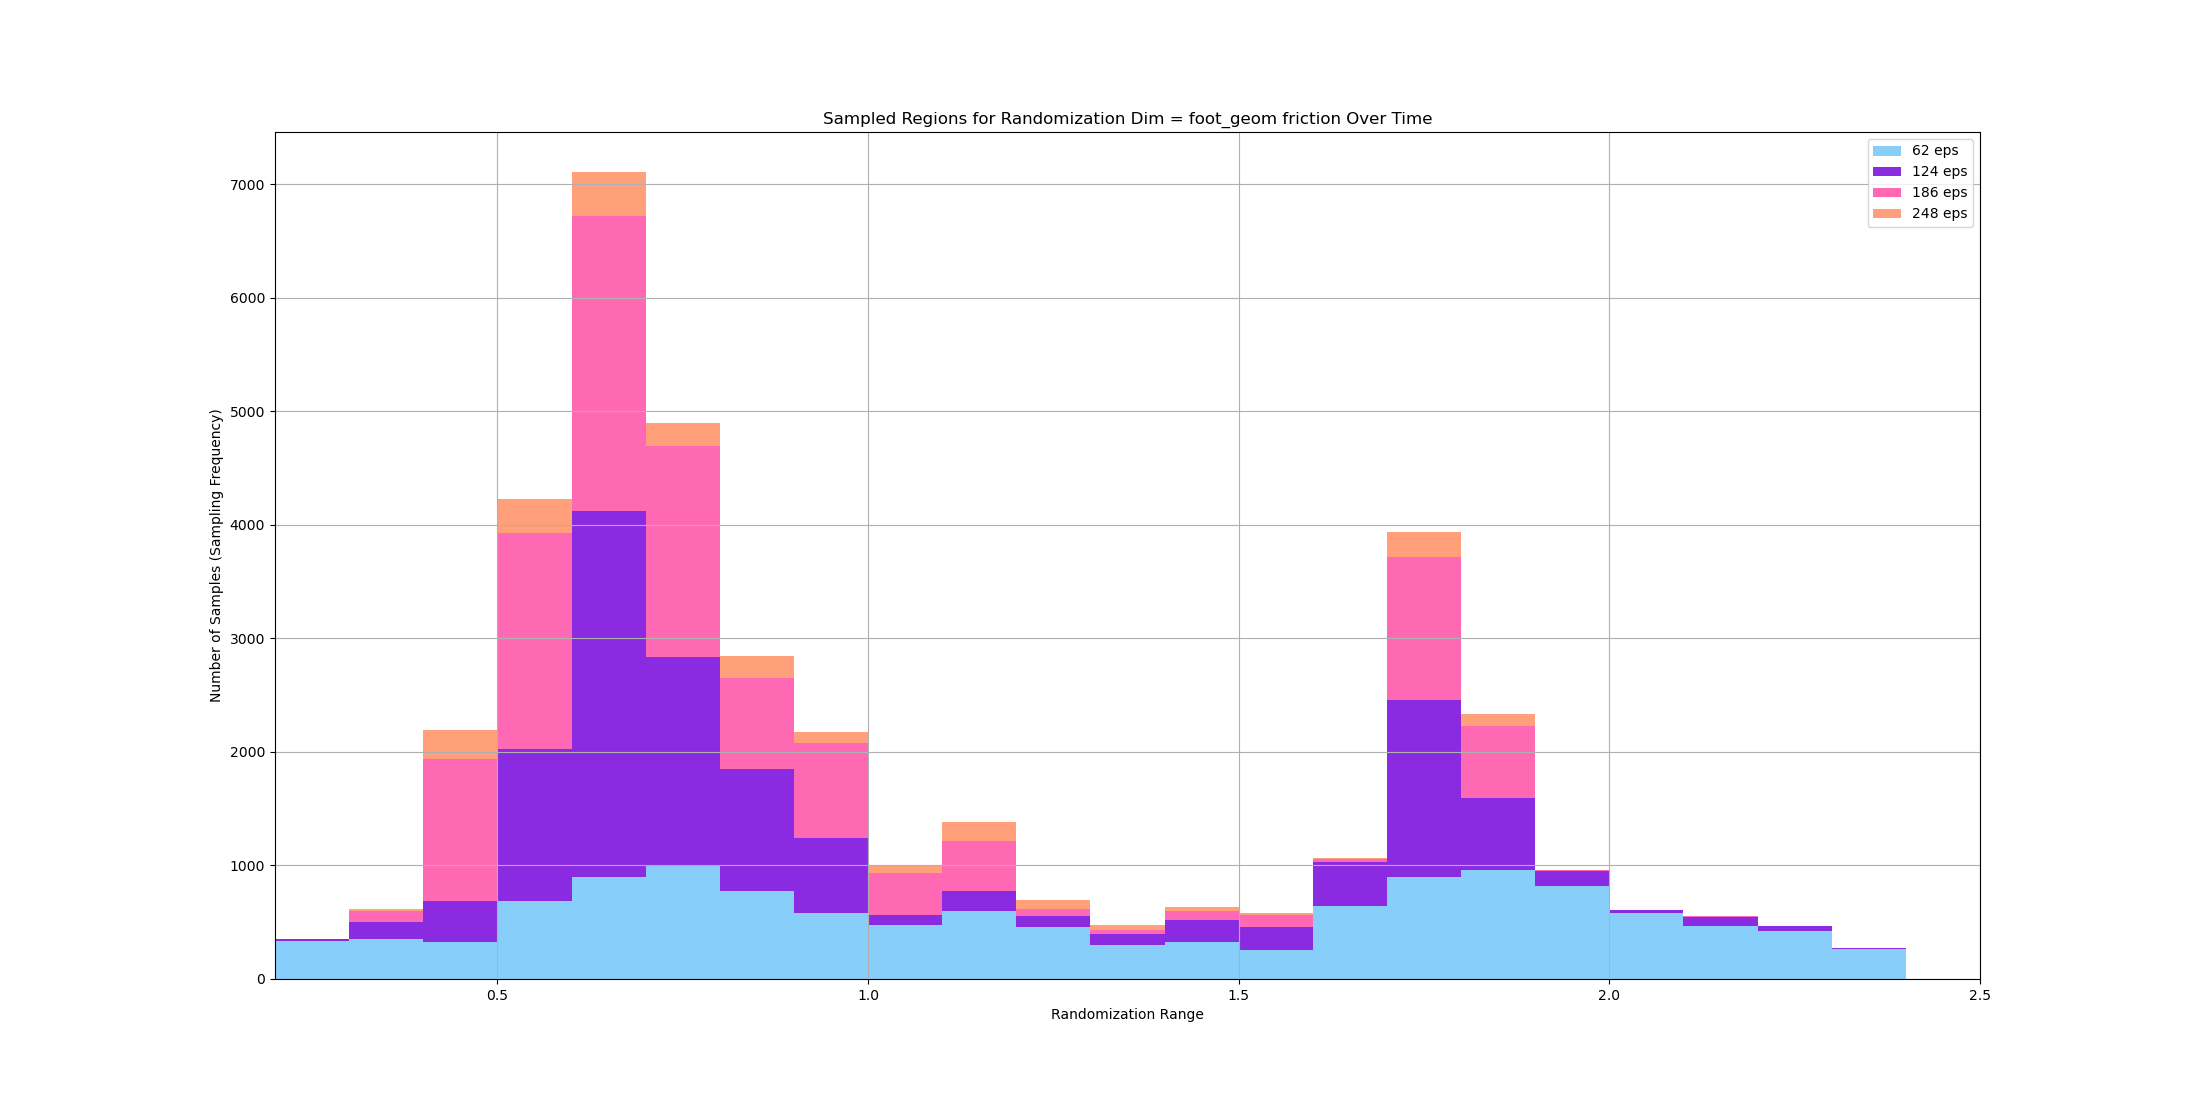 Sampled Regions for Randomization Dim = foot_geom friction Over Time
62 eps
124 eps
186 eps
248 eps
Number of Samples (Sampling Frequency)
7000
6000
5000
4000
3000
2000
1000
0
0.5
1.0
1.5
2.0
2.5
Randomization Range